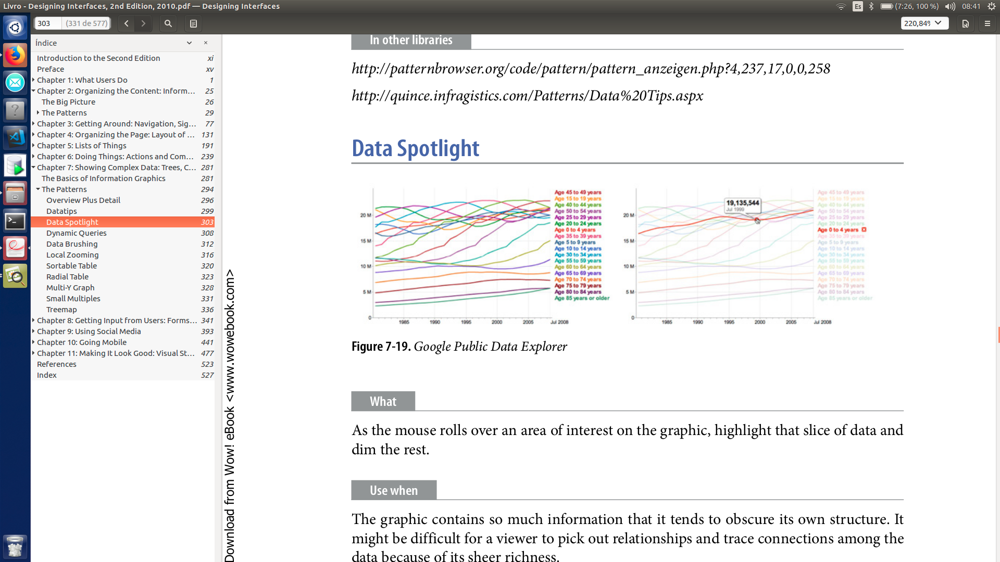 Livro - Designing Interfaces, 2nd Edition, 2010.pdf — Designing Interfaces
Es
(7:26, 100 %)
08:41
303
(331 de 577)
220,84%
Índice
Introduction to the Second Edition xi
Preface xv
Chapter 1: What Users Do 1
Chapter 2: Organizing the Content: Inform... 25
The Big Picture 26
The Patterns 29
Chapter 3: Getting Around: Navigation, Sig... 77
Chapter 4: Organizing the Page: Layout of ... 131
Chapter 5: Lists of Things 191
Chapter 6: Doing Things: Actions and Com... 239
Chapter 7: Showing Complex Data: Trees, C... 281
The Basics of Information Graphics 281
The Patterns 294
Overview Plus Detail 296
Datatips 299
Data Spotlight 303
Dynamic Queries 308
Data Brushing 312
Local Zooming 316
Sortable Table 320
Radial Table 323
Multi-Y Graph 328
Small Multiples 331
Treemap 336
Chapter 8: Getting Input from Users: Forms... 341
Chapter 9: Using Social Media 393
Chapter 10: Going Mobile 441
Chapter 11: Making It Look Good: Visual St... 477
References 523
Index 527
Download from Wow! eBook <www.wowebook.com>
In other libraries
http://patternbrowser.org/code/pattern/pattern_anzeigen.php?4,237,17,0,0,258
http://quince.infragistics.com/Patterns/Data%20Tips.aspx
Data Spotlight
20 M
15 M
10 M
5 M
0
1985 1990 1995 2000 2005 Jul 2008
Age 45 to 49 years
Age 15 to 19 years
Age 40 to 44 years
Age 50 to 54 years
Age 25 to 29 years
Age 20 to 24 years
Age 0 to 4 years
Age 35 to 39 years
Age 5 to 9 years
Age 10 to 14 years
Age 30 to 34 years
Age 55 to 59 years
Age 60 to 64 years
Age 65 to 69 years
Age 70 to 74 years
Age 75 to 79 years
Age 80 to 84 years
Age 85 years or older
20 M
15 M
10 M
5 M
0
1985 1990 1995 2000 2005 Jul 2008
19,135,544
Jul 1999
Age 45 to 49 years
Age 15 to 19 years
Age 40 to 44 years
Age 50 to 54 years
Age 25 to 29 years
Age 20 to 24 years
Age 0 to 4 years
Age 35 to 39 years
Age 5 to 9 years
Age 10 to 14 years
Age 30 to 34 years
Age 55 to 59 years
Age 60 to 64 years
Age 65 to 69 years
Age 70 to 74 years
Age 75 to 79 years
Age 80 to 84 years
Age 85 years or older
Figure 7-19. Google Public Data Explorer
What
As the mouse rolls over an area of interest on the graphic, highlight that slice of data and
dim the rest.
Use when
The graphic contains so much information that it tends to obscure its own structure. It
might be difficult for a viewer to pick out relationships and trace connections among the
data because of its sheer richness.